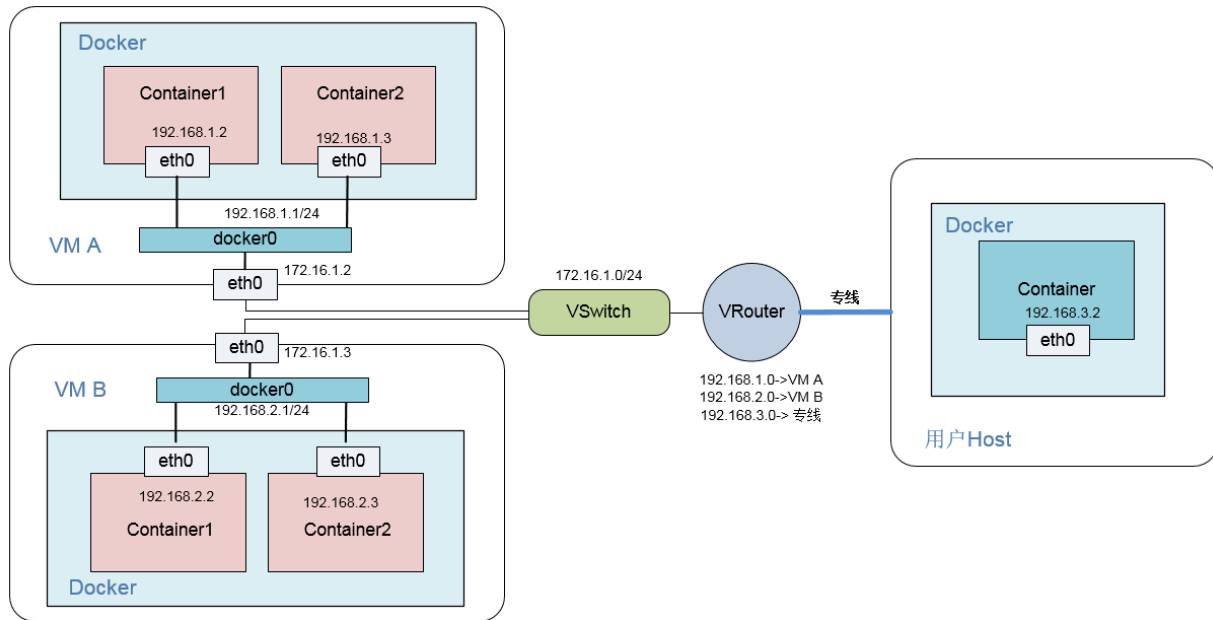 Docker
Container1
Container2
192.168.1.2
192.168.1.3
eth0
eth0
192.168.1.1/24
docker0
VM A
172.16.1.2
eth0
172.16.1.0/24
VSwitch
VRouter
专线
192.168.1.0->VM A
192.168.2.0->VM B
192.168.3.0-> 专线
Docker
Container
192.168.3.2
eth0
用户Host
eth0
172.16.1.3
VM B
docker0
192.168.2.1/24
eth0
eth0
192.168.2.2
192.168.2.3
Container1
Container2
Docker